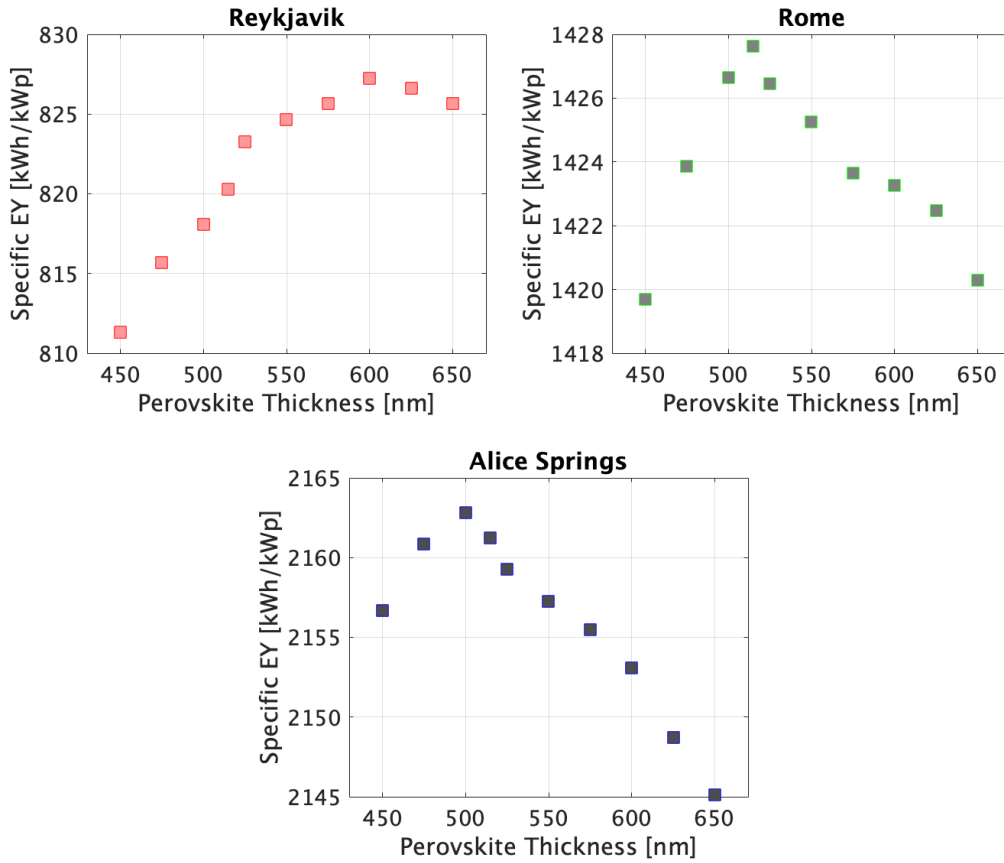 Reykjavik
830
825
820
815
810
Specific EY [kWh/kWp]
450 500 550 600 650
Perovskite Thickness [nm]
Rome
1428
1426
1424
1422
1420
1418
Specific EY [kWh/kWp]
450 500 550 600 650
Perovskite Thickness [nm]
Alice Springs
2165
2160
2155
2150
2145
Specific EY [kWh/kWp]
450 500 550 600 650
Perovskite Thickness [nm]